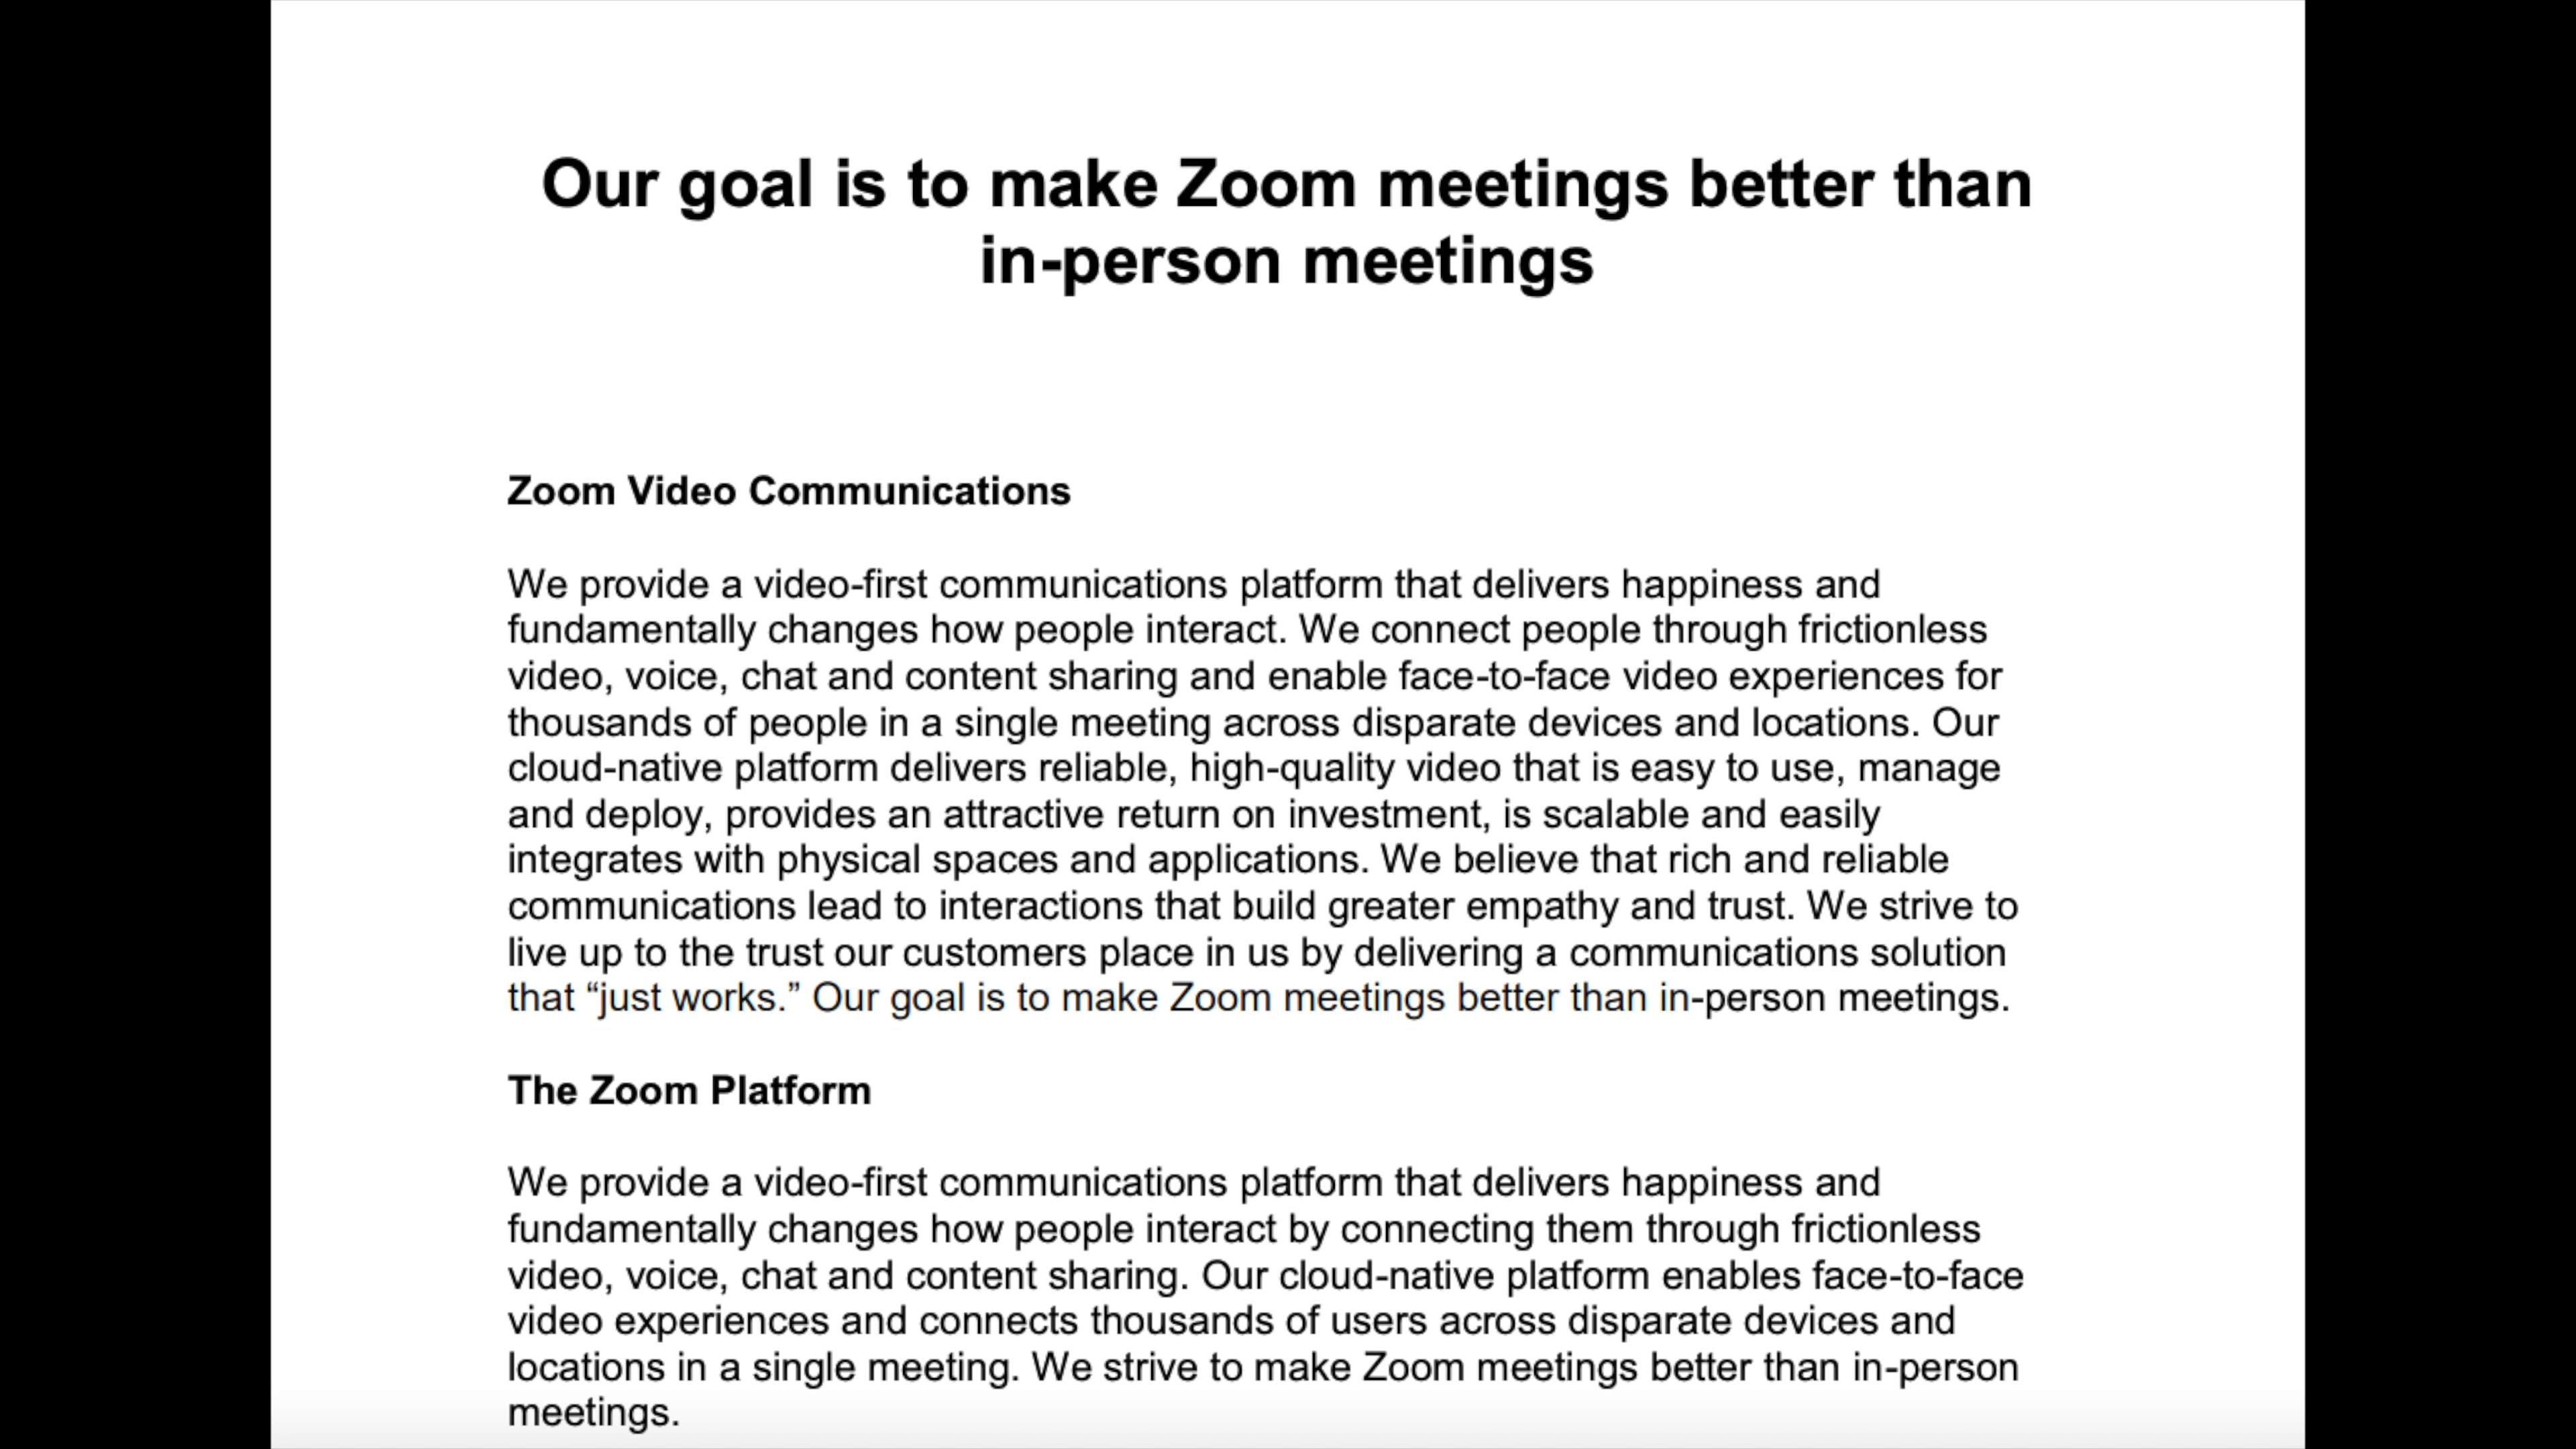 Our goal is to make Zoom meetings better than
in-person meetings
Zoom Video Communications
We provide a video-first communications platform that delivers happiness and
fundamentally changes how people interact. We connect people through frictionless
video, voice, chat and content sharing and enable face-to-face video experiences for
thousands of people in a single meeting across disparate devices and locations. Our
cloud-native platform delivers reliable, high-quality video that is easy to use, manage
and deploy, provides an attractive return on investment, is scalable and easily
integrates with physical spaces and applications. We believe that rich and reliable
communications lead to interactions that build greater empathy and trust. We strive to
live up to the trust our customers place in us by delivering a communications solution
that “just works.” Our goal is to make Zoom meetings better than in-person meetings.
The Zoom Platform
We provide a video-first communications platform that delivers happiness and
fundamentally changes how people interact by connecting them through frictionless
video, voice, chat and content sharing. Our cloud-native platform enables face-to-face
video experiences and connects thousands of users across disparate devices and
locations in a single meeting. We strive to make Zoom meetings better than in-person
meetings.